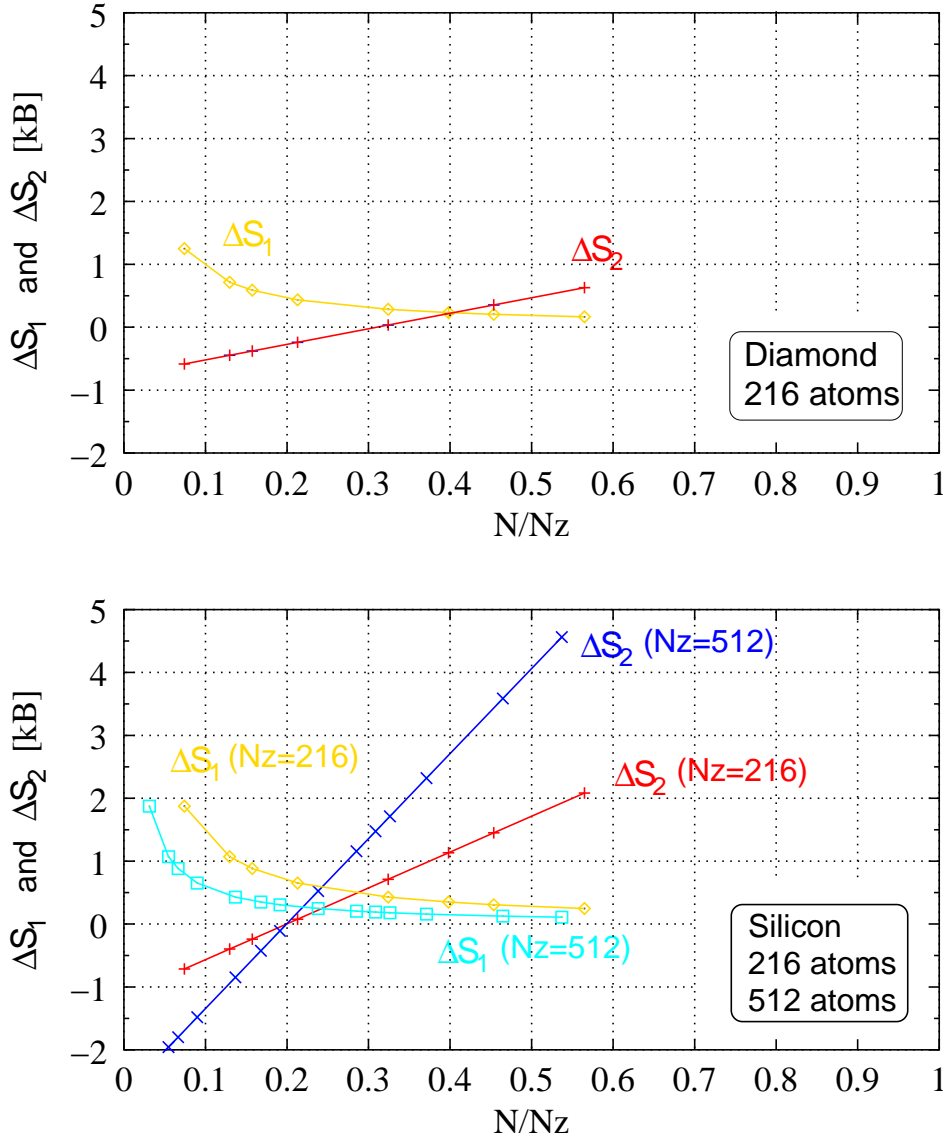 5
4
3
2
1
0
−1
−2
ΔS1 and ΔS2 [kB]
ΔS1
ΔS2
Diamond
216 atoms
0 0.1 0.2 0.3 0.4 0.5 0.6 0.7 0.8 0.9 1
N/Nz
5
4
3
2
1
0
−1
−2
ΔS1 and ΔS2 [kB]
ΔS2 (Nz=512)
ΔS1 (Nz=216)
ΔS2 (Nz=216)
ΔS1 (Nz=512)
Silicon
216 atoms
512 atoms
0 0.1 0.2 0.3 0.4 0.5 0.6 0.7 0.8 0.9 1
N/Nz